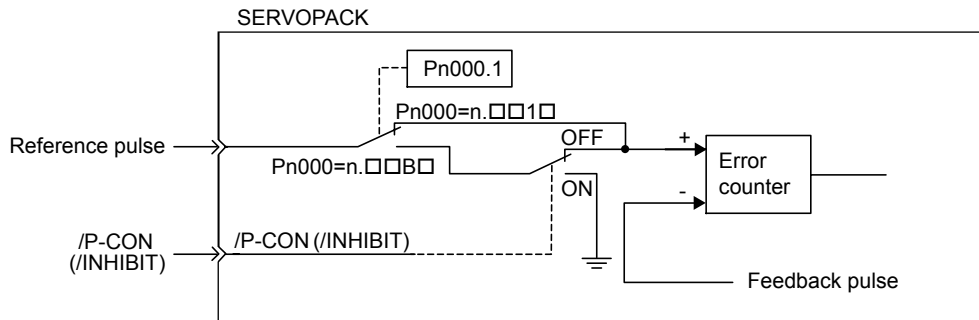 SERVOPACK
Pn000.1
Pn000=n.□□1□
Reference pulse
OFF
+
Pn000=n.□□B□
Error
counter
ON
-
/P-CON
(/INHIBIT)
/P-CON (/INHIBIT)
Feedback pulse